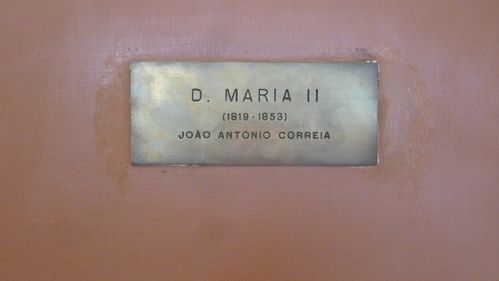 D. MARIA II
(1819 - 1853)
JOÃO ANTÓNIO CORREIA